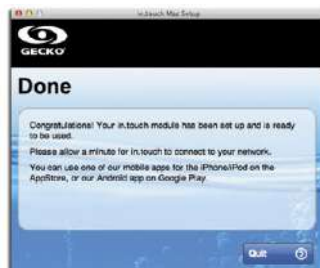 in.touch Mac Setup
GECKO
Done
Congratulations! Your in.touch module has been set up and is ready
to be used.
Please allow a minute for in.touch to connect to your network.
You can use one of our mobile apps for the iPhone/iPod on the
AppStore, or our Android app on Google Play.
Quit